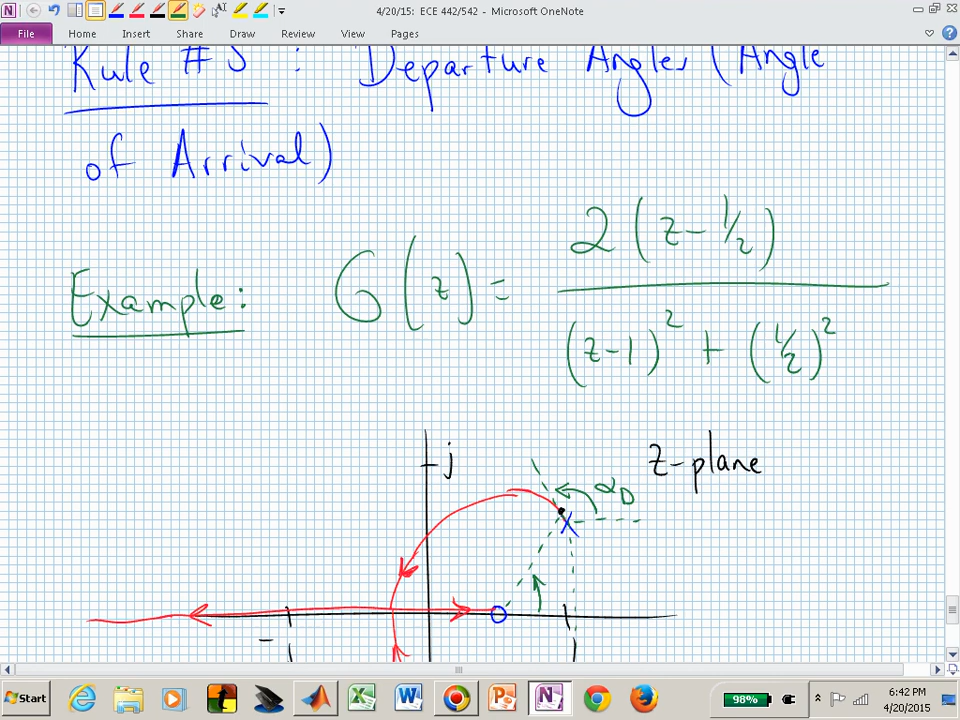 4/20/15: ECE 442/542 - Microsoft OneNote
File Home Insert Share Draw Review View Pages
Rule #5 : Departure Angles (Angle
of Arrival)
Example: G(z) = 2(z-1/2) / (z-1)² + (1/2)²
j
z-plane
αD
X
-
Start
98%
6:42 PM
4/20/2015